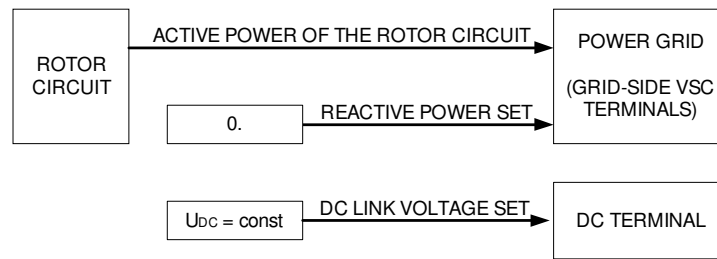 ROTOR
CIRCUIT
ACTIVE POWER OF THE ROTOR CIRCUIT
POWER GRID
(GRID-SIDE VSC
TERMINALS)
0.
REACTIVE POWER SET
UDC = const
DC LINK VOLTAGE SET
DC TERMINAL